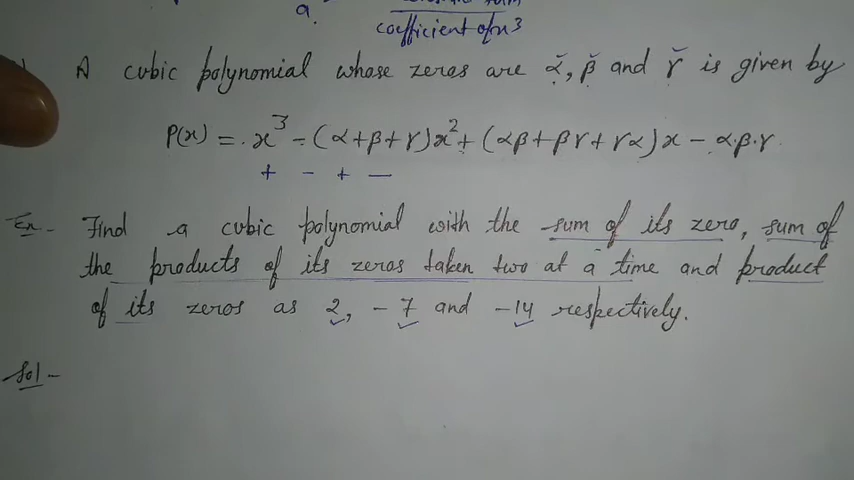 a.
coefficient of x³
A cubic polynomial whose zeros are α, β and γ is given by
P(x) = x³ - (α+β+γ)x² + (αβ+βγ+γα)x - α.β.γ
+ - + -
Ex. - Find a cubic polynomial with the sum of its zero, sum of
the products of its zeros taken two at a time and product
of its zeros as 2, -7 and -14 respectively.
Sol -